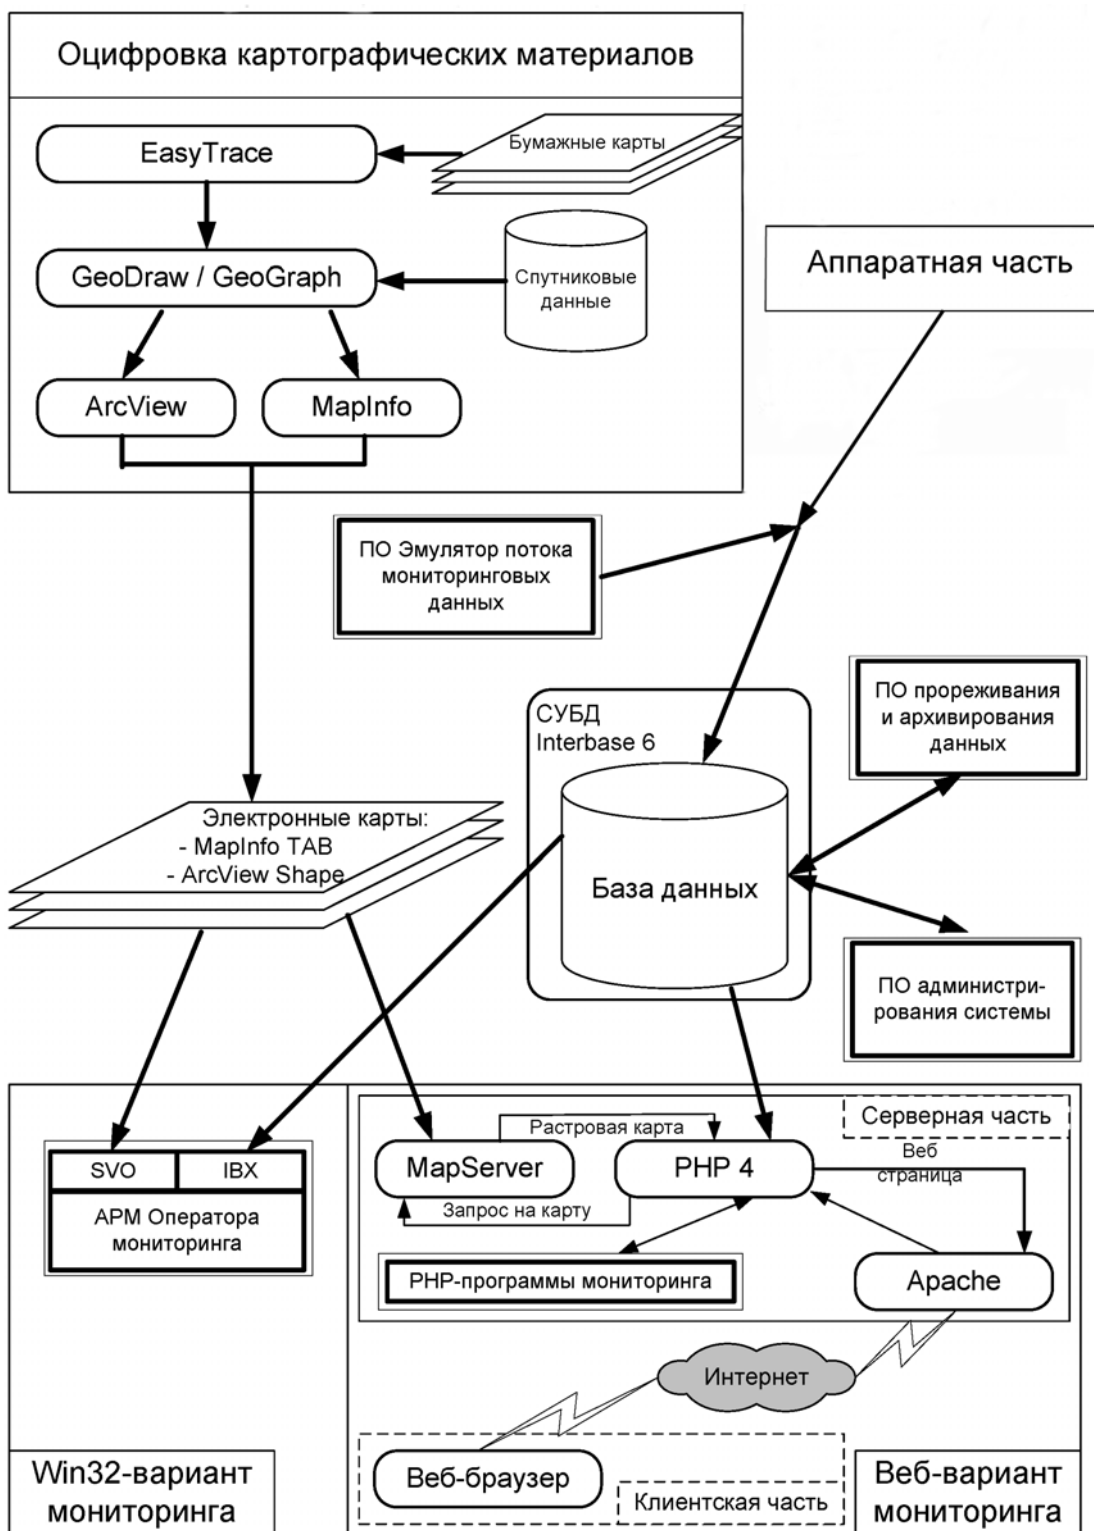 Оцифровка картографических материалов
EasyTrace
Бумажные карты
GeoDraw / GeoGraph
Спутниковые
данные
Аппаратная часть
ArcView
MapInfo
ПО Эмулятор потока
мониторинговых
данных
ПО прореживания
и архивирования
данных
СУБД
Interbase 6
Электронные карты:
- MapInfo TAB
- ArcView Shape
База данных
ПО администри-
рования системы
Серверная часть
Растровая карта
MapServer
PHP 4
Веб
страница
Запрос на карту
SVO
IBX
АРМ Оператора
мониторинга
PHP-программы мониторинга
Apache
Интернет
Веб-браузер
Клиентская часть
Win32-вариант
мониторинга
Веб-вариант
мониторинга